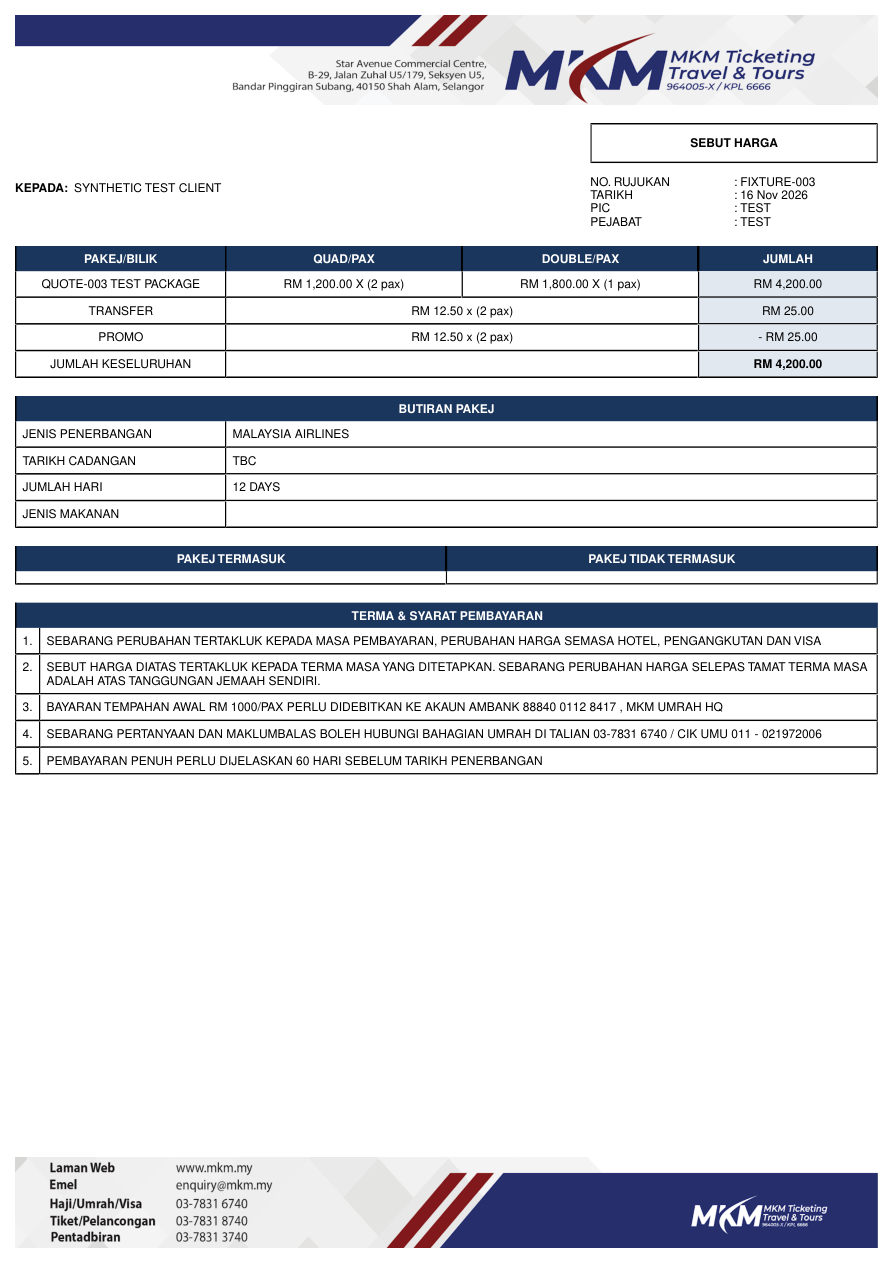 Star Avenue Commercial Centre,
B-29, Jalan Zuhal U5/179, Seksyen U5,
Bandar Pinggiran Subang, 40150 Shah Alam, Selangor
MKM
MKM Ticketing
Travel & Tours
964005-X / KPL 6666
SEBUT HARGA
KEPADA: SYNTHETIC TEST CLIENT
NO. RUJUKAN : FIXTURE-003
TARIKH : 16 Nov 2026
PIC : TEST
PEJABAT : TEST
PAKEJ/BILIK QUAD/PAX DOUBLE/PAX JUMLAH
QUOTE-003 TEST PACKAGE RM 1,200.00 X (2 pax) RM 1,800.00 X (1 pax) RM 4,200.00
TRANSFER RM 12.50 x (2 pax) RM 25.00
PROMO RM 12.50 x (2 pax) - RM 25.00
JUMLAH KESELURUHAN RM 4,200.00
BUTIRAN PAKEJ
JENIS PENERBANGAN MALAYSIA AIRLINES
TARIKH CADANGAN TBC
JUMLAH HARI 12 DAYS
JENIS MAKANAN
PAKEJ TERMASUK PAKEJ TIDAK TERMASUK
TERMA & SYARAT PEMBAYARAN
1. SEBARANG PERUBAHAN TERTAKLUK KEPADA MASA PEMBAYARAN, PERUBAHAN HARGA SEMASA HOTEL, PENGANGKUTAN DAN VISA
2. SEBUT HARGA DIATAS TERTAKLUK KEPADA TERMA MASA YANG DITETAPKAN. SEBARANG PERUBAHAN HARGA SELEPAS TAMAT TERMA MASA
ADALAH ATAS TANGGUNGAN JEMAAH SENDIRI.
3. BAYARAN TEMPAHAN AWAL RM 1000/PAX PERLU DIDEBITKAN KE AKAUN AMBANK 88840 0112 8417 , MKM UMRAH HQ
4. SEBARANG PERTANYAAN DAN MAKLUMBALAS BOLEH HUBUNGI BAHAGIAN UMRAH DI TALIAN 03-7831 6740 / CIK UMU 011 - 021972006
5. PEMBAYARAN PENUH PERLU DIJELASKAN 60 HARI SEBELUM TARIKH PENERBANGAN
Laman Web www.mkm.my
Emel enquiry@mkm.my
Haji/Umrah/Visa 03-7831 6740
Tiket/Pelancongan 03-7831 8740
Pentadbiran 03-7831 3740
MKM
MKM Ticketing
Travel & Tours
964005-X / KPL 6666